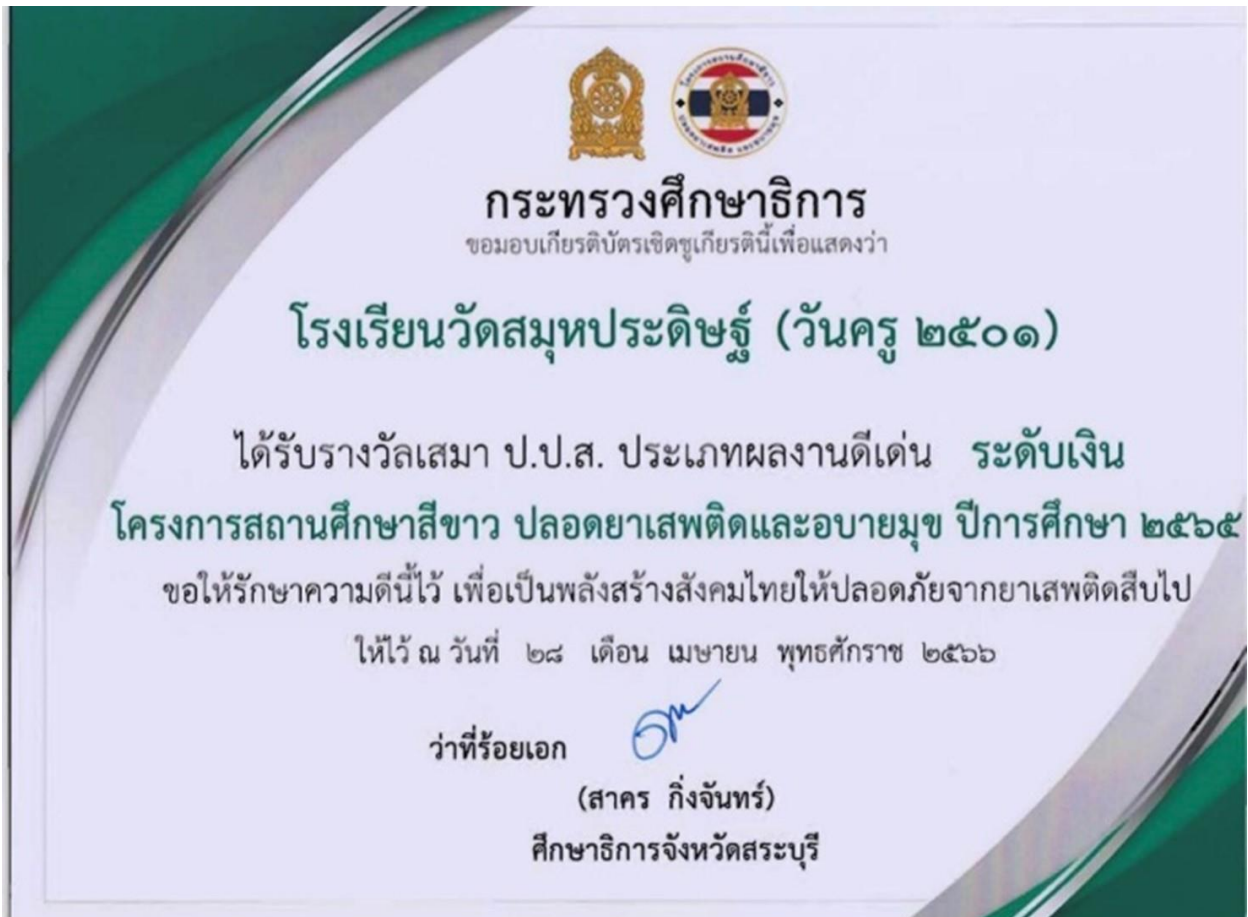 กระทรวงศึกษาธิการ
ขอมอบเกียรติบัตรเชิดชูเกียรตินี้เพื่อแสดงว่า
โรงเรียนวัดสมุหประดิษฐ์ (วันครู ๒๕๐๑)
ได้รับรางวัลเสมา ป.ป.ส. ประเภทผลงานดีเด่น ระดับเงิน
โครงการสถานศึกษาสีขาว ปลอดยาเสพติดและอบายมุข ปีการศึกษา ๒๕๖๕
ขอให้รักษาความดีนี้ไว้ เพื่อเป็นพลังสร้างสังคมไทยให้ปลอดภัยจากยาเสพติดสืบไป
ให้ไว้ ณ วันที่ ๒๘ เดือน เมษายน พุทธศักราช ๒๕๖๖
ว่าที่ร้อยเอก
(สาคร กิ่งจันทร์)
ศึกษาธิการจังหวัดสระบุรี